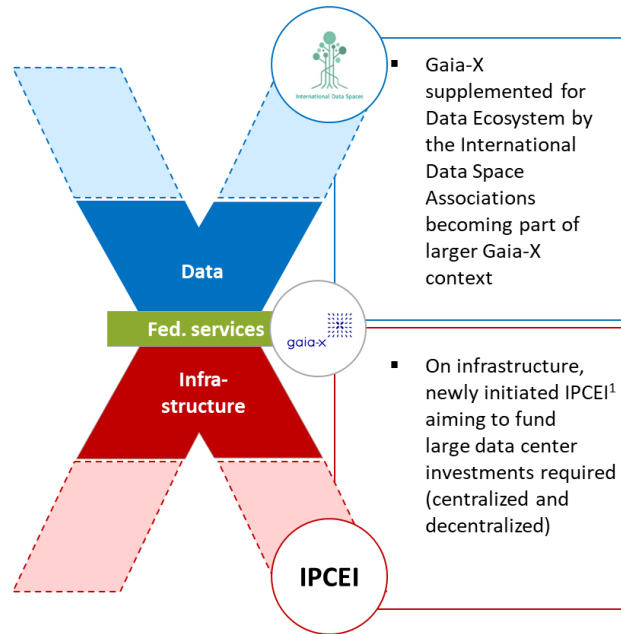 International Data Spaces
▪ Gaia-X
supplemented for
Data Ecosystem by
the International
Data Space
Associations
becoming part of
larger Gaia-X
context
Data
Fed. services
gaia-x
Infra-
structure
▪ On infrastructure,
newly initiated IPCEI¹
aiming to fund
large data center
investments required
(centralized and
decentralized)
IPCEI